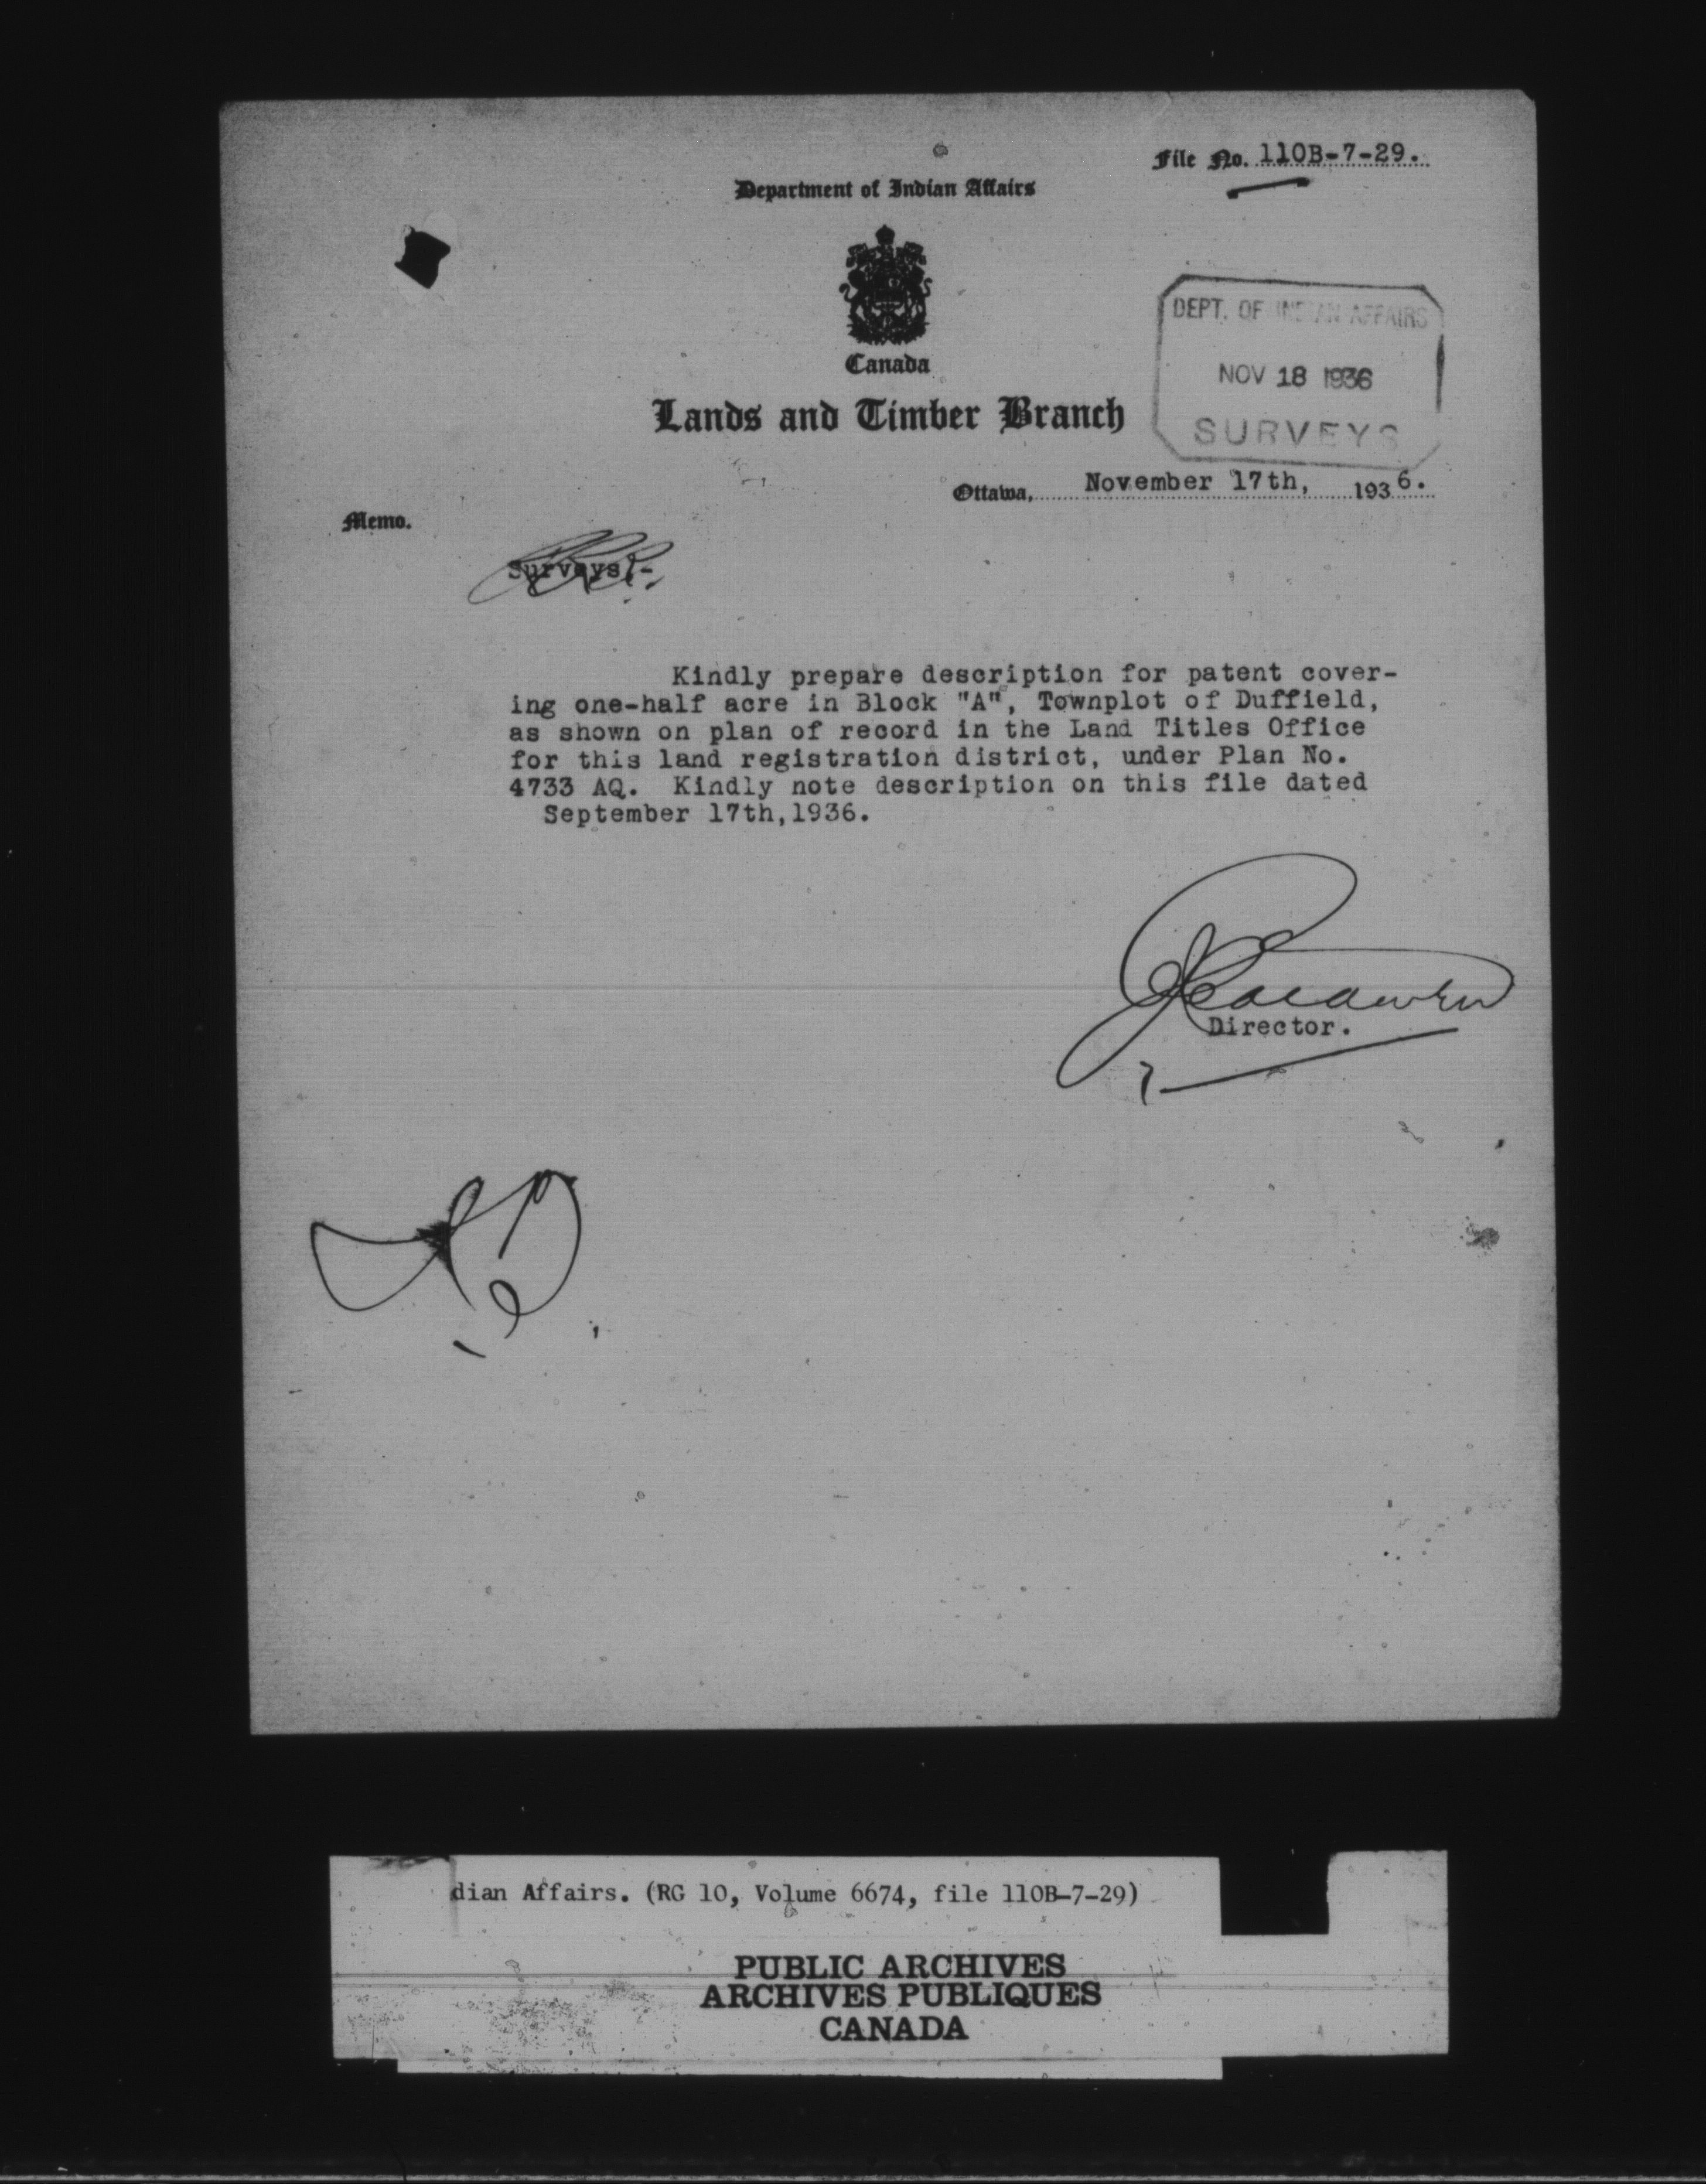 File No. 110B-7-29.
Department of Indian Affairs
Canada
Lands and Timber Branch
DEPT. OF INDIAN AFFAIRS
NOV 18 1936
SURVEYS
Ottawa, November 17th, 1936.
Memo.
Surveys:-
Kindly prepare description for patent cover-
ing one-half acre in Block "A", Townplot of Duffield,
as shown on plan of record in the Land Titles Office
for this land registration district, under Plan No.
4733 AQ. Kindly note description on this file dated
September 17th,1936.
Director.
dian Affairs. (RG 10, Volume 6674, file 110B-7-29)
PUBLIC ARCHIVES
ARCHIVES PUBLIQUES
CANADA